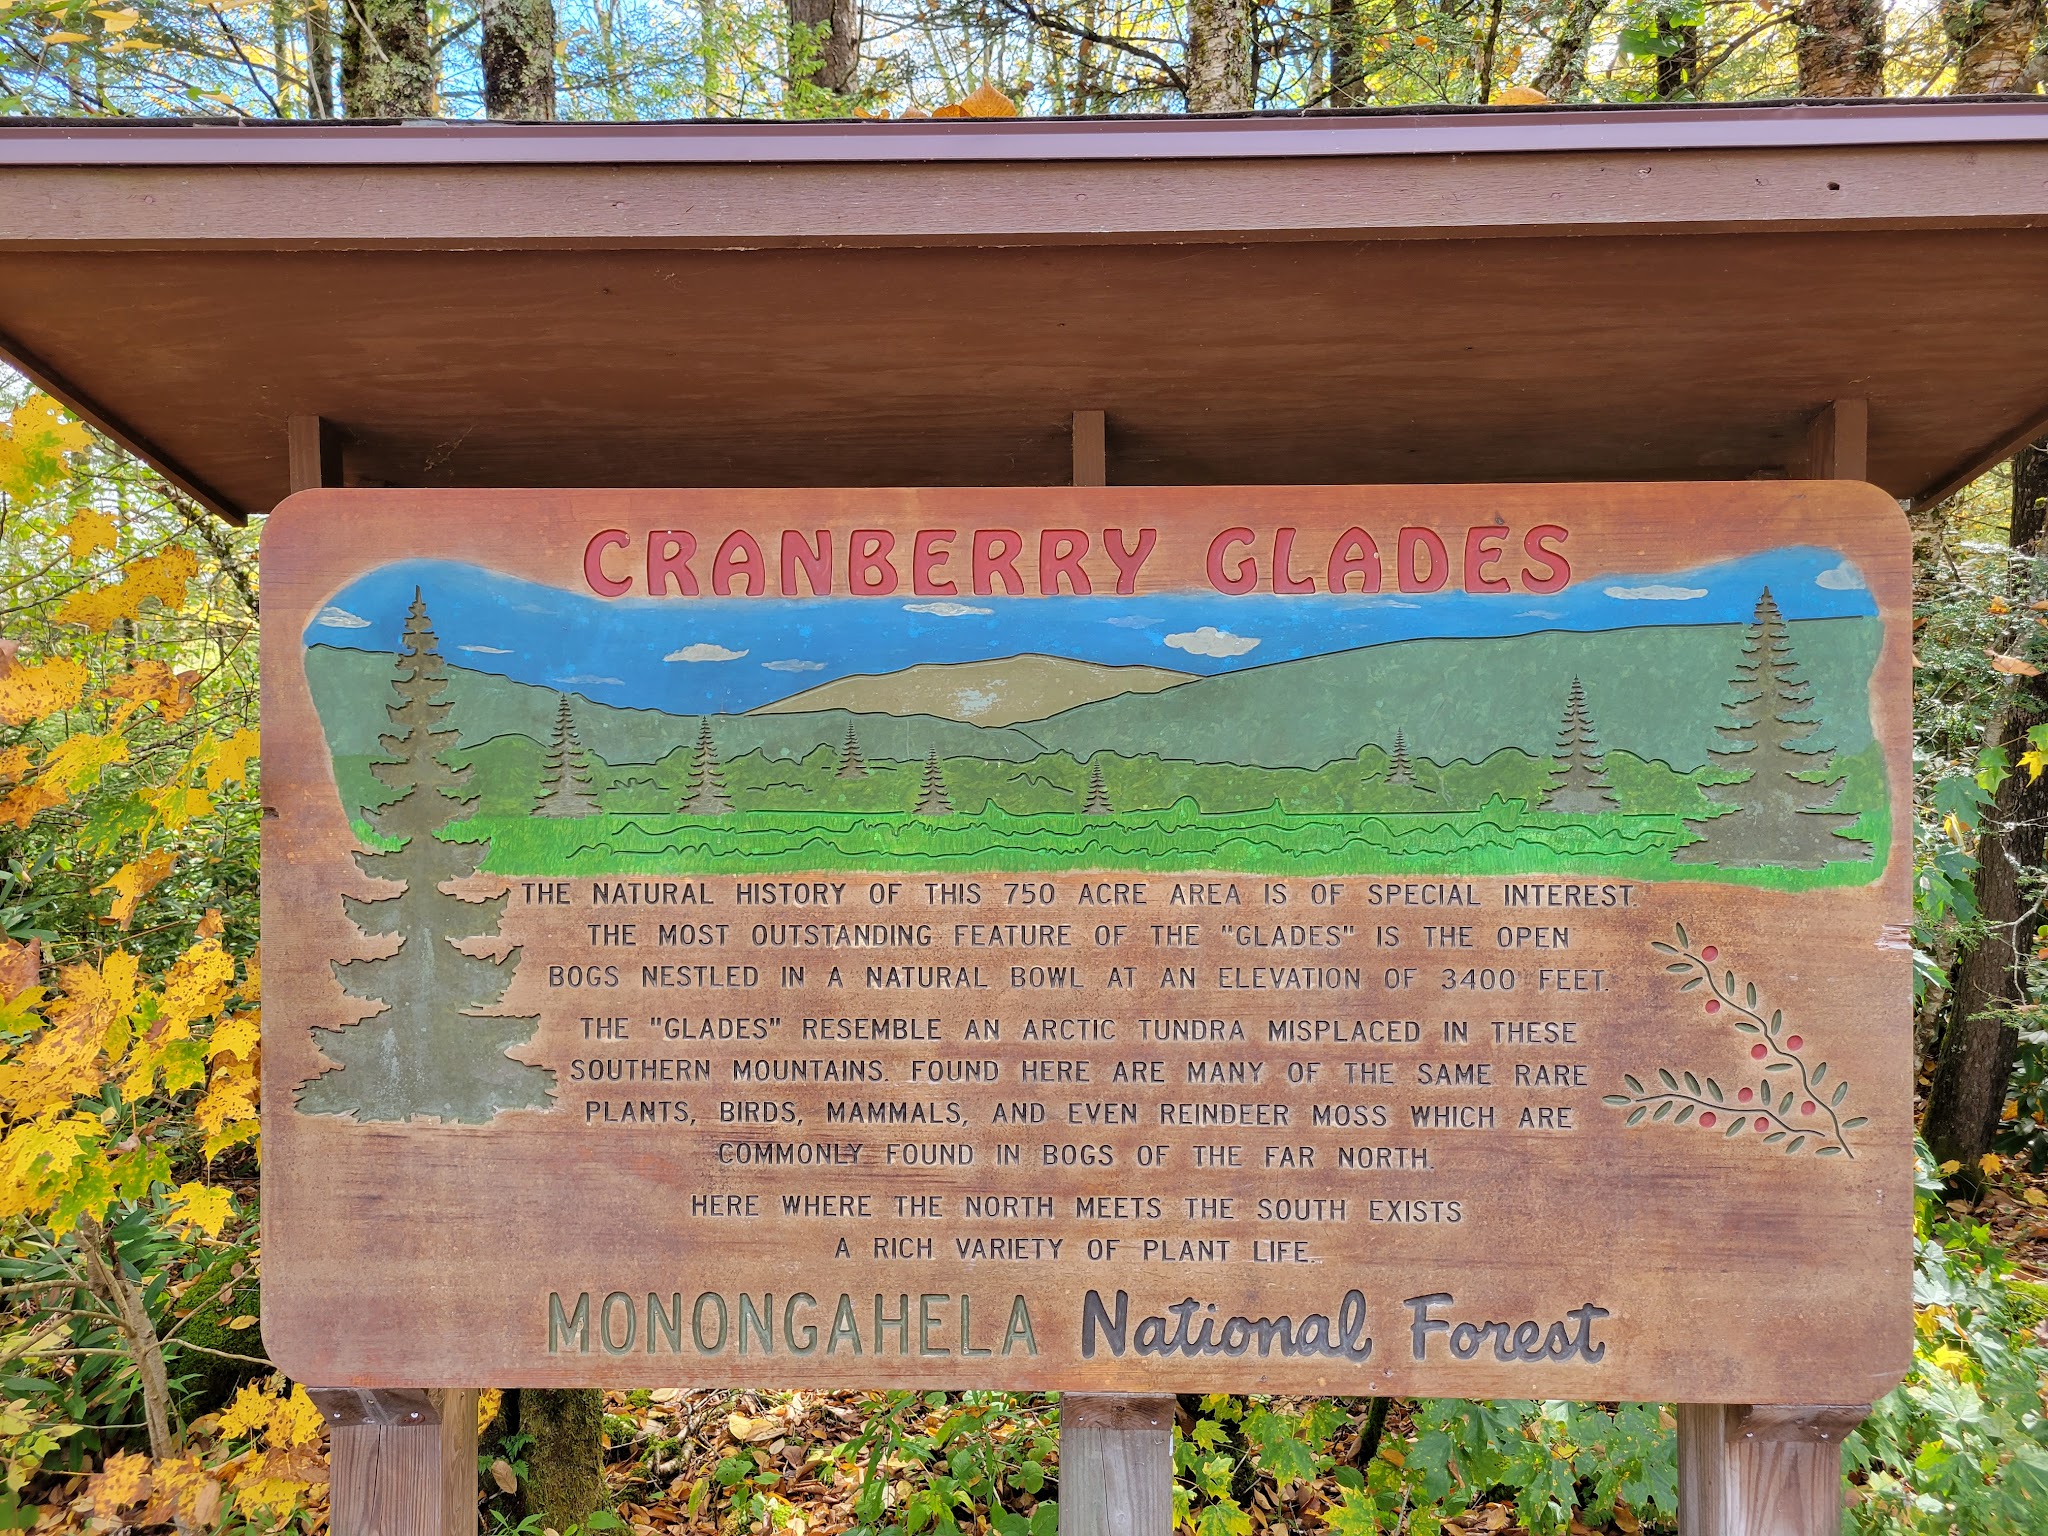 CRANBERRY GLADES
THE NATURAL HISTORY OF THIS 750 ACRE AREA IS OF SPECIAL INTEREST.
THE MOST OUTSTANDING FEATURE OF THE "GLADES" IS THE OPEN
BOGS NESTLED IN A NATURAL BOWL AT AN ELEVATION OF 3400 FEET.
THE "GLADES" RESEMBLE AN ARCTIC TUNDRA MISPLACED IN THESE
SOUTHERN MOUNTAINS. FOUND HERE ARE MANY OF THE SAME RARE
PLANTS, BIRDS, MAMMALS, AND EVEN REINDEER MOSS WHICH ARE
COMMONLY FOUND IN BOGS OF THE FAR NORTH.
HERE WHERE THE NORTH MEETS THE SOUTH EXISTS
A RICH VARIETY OF PLANT LIFE.
MONONGAHELA National Forest